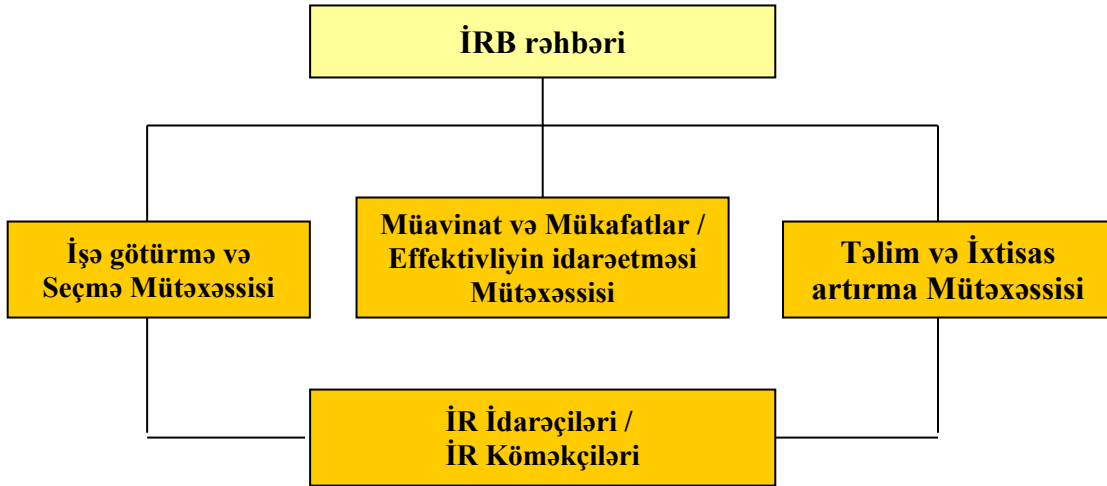 İRB rəhbəri
İşə götürmə və
Seçmə Mütəxəssisi
Müavinat və Mükafatlar /
Effektivliyin idarəetməsi
Mütəxəssisi
Təlim və İxtisas
artırma Mütəxəssisi
İR İdarəçiləri /
İR Köməkçiləri